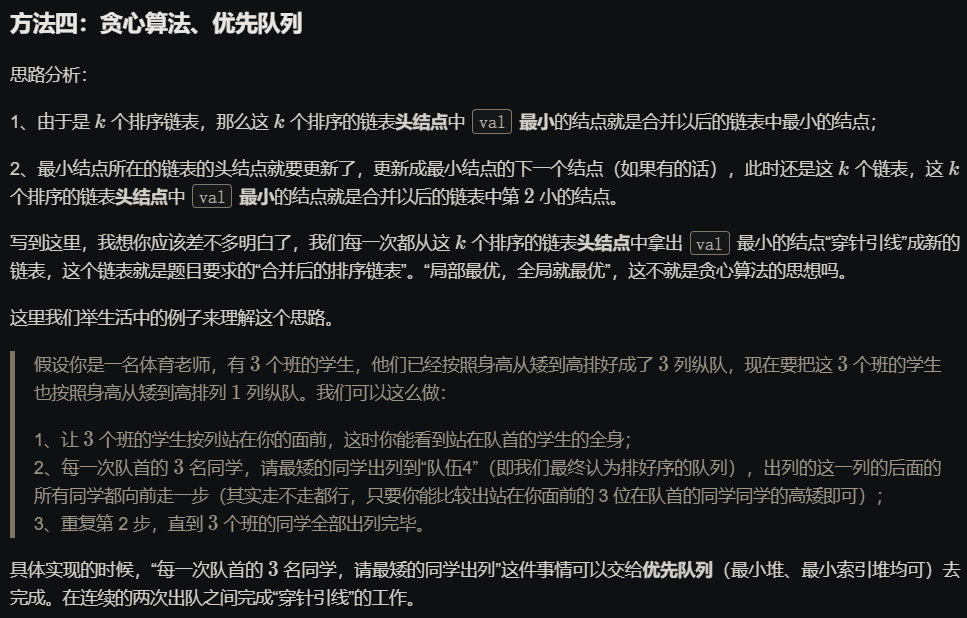 方法四：贪心算法、优先队列
思路分析：
1、由于是 k 个排序链表，那么这 k 个排序的链表头结点中 val 最小的结点就是合并以后的链表中最小的结点；
2、最小结点所在的链表的头结点就要更新了，更新成最小结点的下一个结点（如果有的话），此时还是这 k 个链表，这 k
个排序的链表头结点中 val 最小的结点就是合并以后的链表中第 2 小的结点。
写到这里，我想你应该差不多明白了，我们每一次都从这 k 个排序的链表头结点中拿出 val 最小的结点“穿针引线”成新的
链表，这个链表就是题目要求的“合并后的排序链表”。“局部最优，全局就最优”，这不就是贪心算法的思想吗。
这里我们举生活中的例子来理解这个思路。
假设你是一名体育老师，有 3 个班的学生，他们已经按照身高从矮到高排好成了 3 列纵队，现在要把这 3 个班的学生
也按照身高从矮到高排列 1 列纵队。我们可以这么做：
1、让 3 个班的学生按列站在你的面前，这时你能看到站在队首的学生的全身；
2、每一次队首的 3 名同学，请最矮的同学出列到“队伍4”（即我们最终认为排好序的队列），出列的这一列的后面的
所有同学都向前走一步（其实走不走都行，只要你能比较出站在你面前的 3 位在队首的同学同学的高矮即可）；
3、重复第 2 步，直到 3 个班的同学全部出列完毕。
具体实现的时候，“每一次队首的 3 名同学，请最矮的同学出列”这件事情可以交给优先队列（最小堆、最小索引堆均可）去
完成。在连续的两次出队之间完成“穿针引线”的工作。